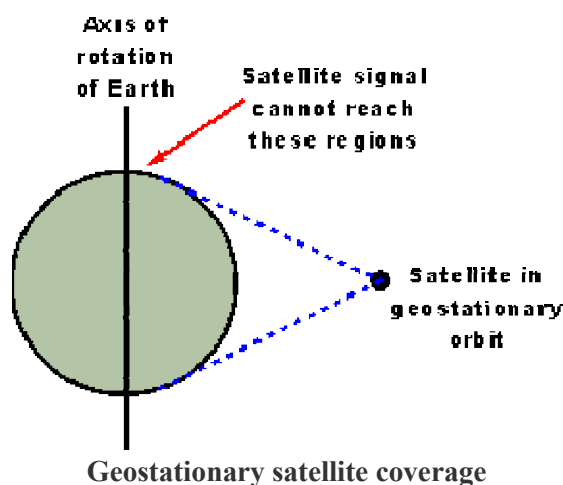 Axis of
rotation
of Earth
Satellite signal
cannot reach
these regions
Satellite in
geostationary
orbit
Geostationary satellite coverage